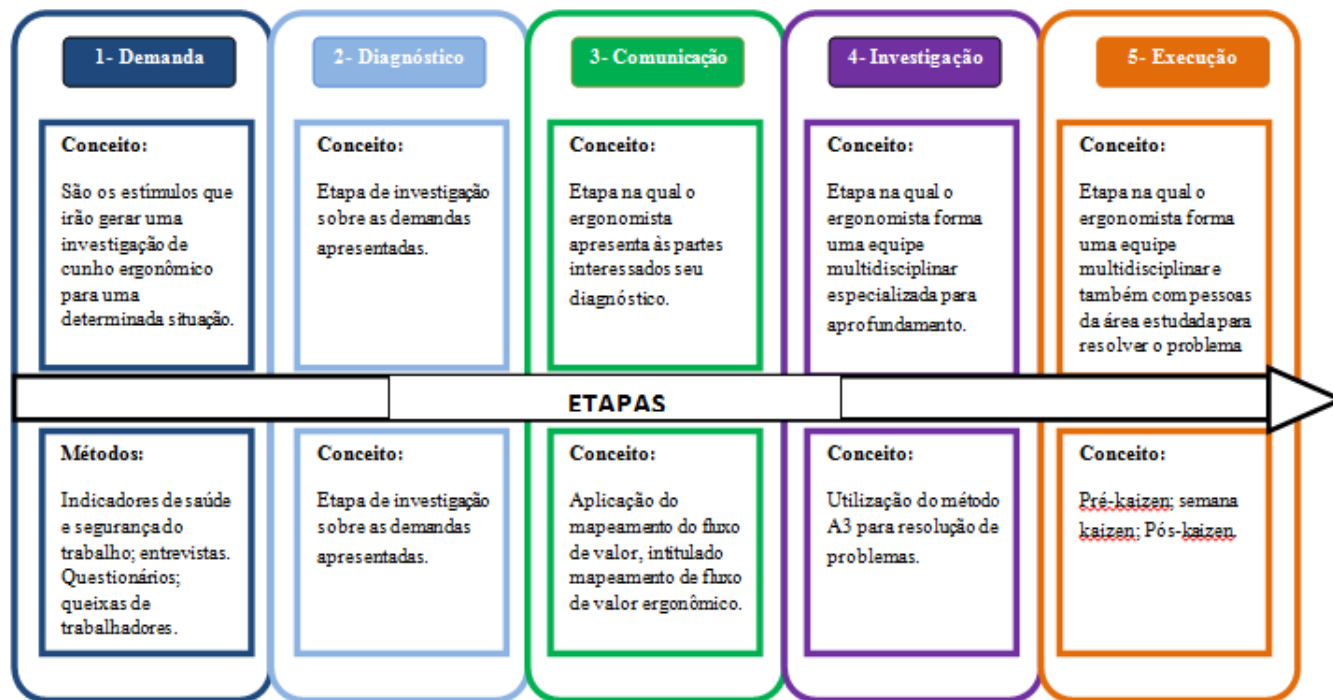 1- Demanda
Conceito:
São os estímulos que
irão gerar uma
investigação de
cunho ergonômico
para uma
determinada situação.
2- Diagnóstico
Conceito:
Etapa de investigação
sobre as demandas
apresentadas.
3- Comunicação
Conceito:
Etapa na qual o
ergonomista
apresenta às partes
interessados seu
diagnóstico.
4- Investigação
Conceito:
Etapa na qual o
ergonomista forma
uma equipe
multidisciplinar
especializada para
aprofundamento.
5- Execução
Conceito:
Etapa na qual o
ergonomista forma
uma equipe
multidisciplinar e
também com pessoas
da área estudada para
resolver o problema
ETAPAS
Métodos:
Indicadores de saúde
e segurança do
trabalho; entrevistas.
Questionários;
queixas de
trabalhadores.
Conceito:
Etapa de investigação
sobre as demandas
apresentadas.
Conceito:
Aplicação do
mapeamento do fluxo
de valor, intitulado
mapeamento de fluxo
de valor ergonômico.
Conceito:
Utilização do método
A3 para resolução de
problemas.
Conceito:
Pré-kaizen; semana
kaizen; Pós-kaizen.